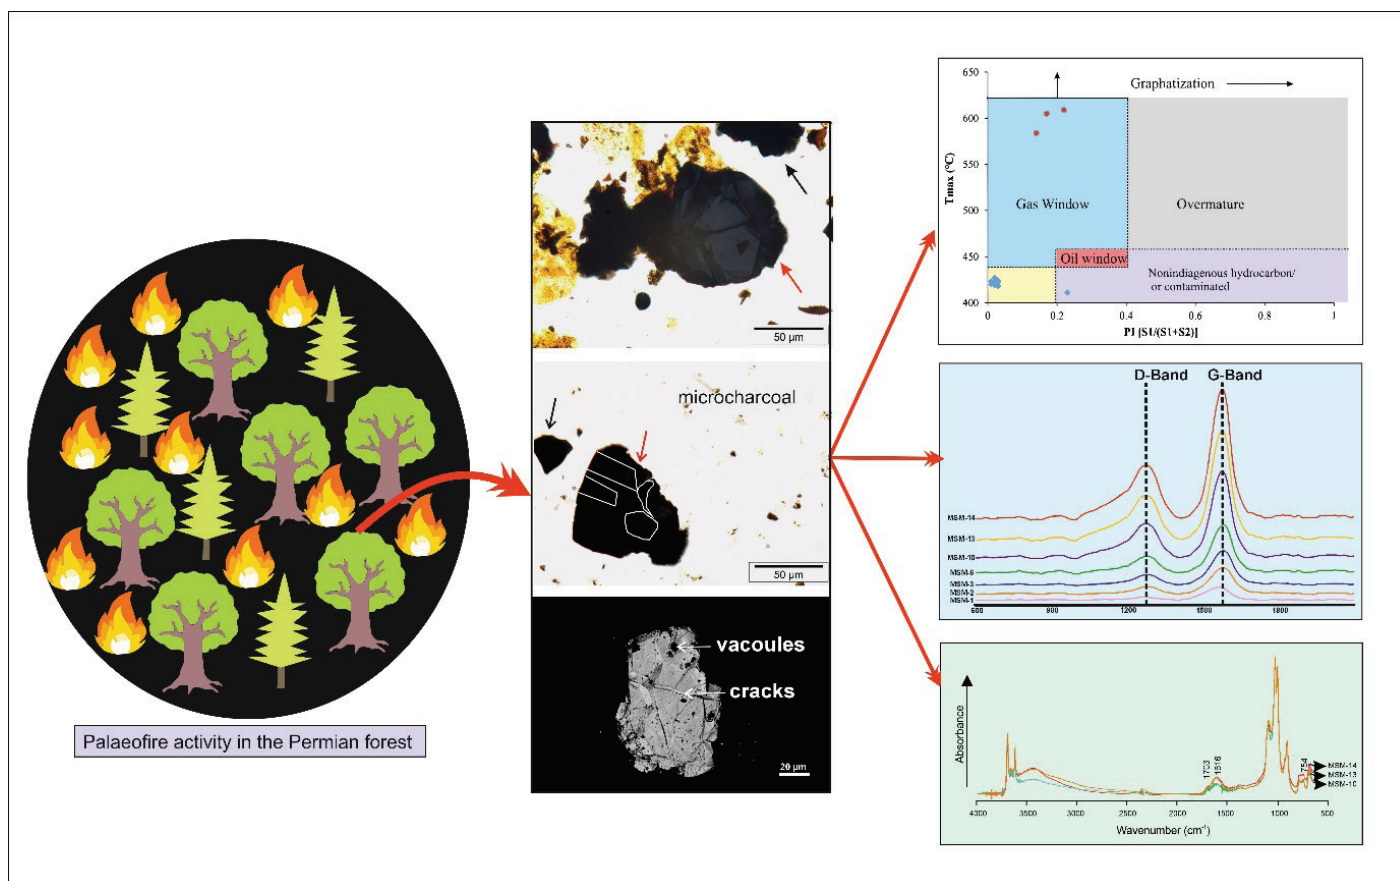 Palaeofire activity in the Permian forest
50 µm
microcharcoal
50 µm
vacoules
cracks
20 µm
650
600
550
500
450
400
Tmax (°C)
Graphatization
Gas Window
Overmature
Oil window
Nonindiagenous hydrocarbon/
or contaminated
0
0.2
0.4
0.6
0.8
1
PI [S1/(S1+S2)]
D-Band
G-Band
MSM-14
MSM-13
MSM-10
MSM-6
MSM-3
MSM-2
MSM-1
600
900
1200
1500
1800
Absorbance
1703
1616
754
MSM-14
MSM-13
MSM-10
4000
3500
3000
2500
2000
1500
1000
500
Wavenumber (cm⁻¹)